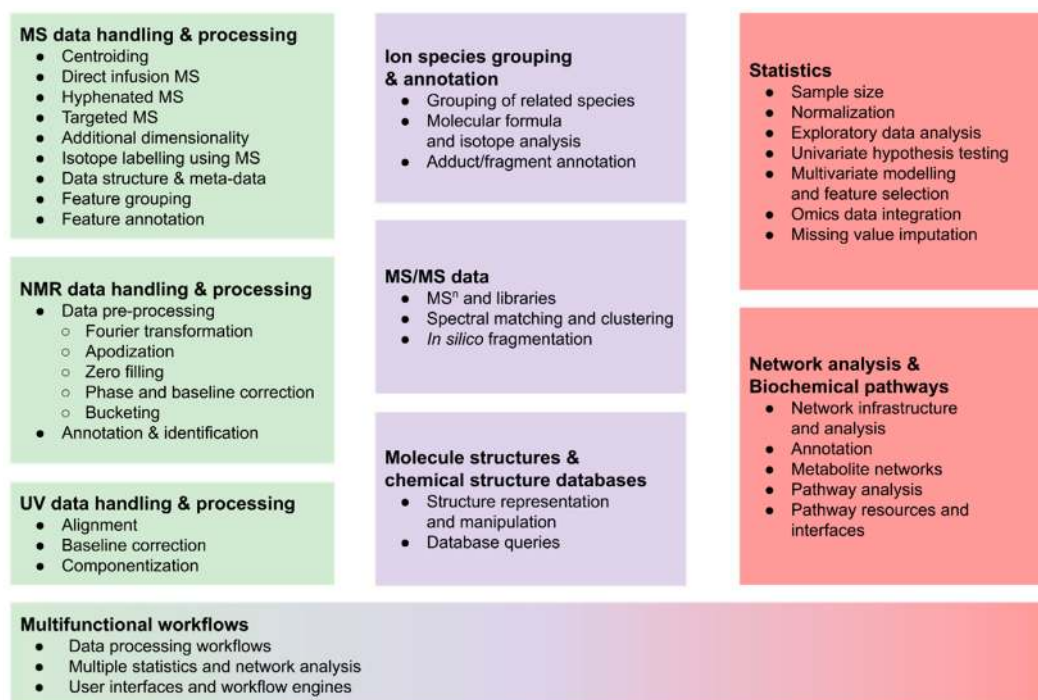 MS data handling & processing
● Centroiding
● Direct infusion MS
● Hyphenated MS
● Targeted MS
● Additional dimensionality
● Isotope labelling using MS
● Data structure & meta-data
● Feature grouping
● Feature annotation
NMR data handling & processing
● Data pre-processing
○ Fourier transformation
○ Apodization
○ Zero filling
○ Phase and baseline correction
○ Bucketing
● Annotation & identification
UV data handling & processing
● Alignment
● Baseline correction
● Componentization
Ion species grouping
& annotation
● Grouping of related species
● Molecular formula
and isotope analysis
● Adduct/fragment annotation
MS/MS data
● MSⁿ and libraries
● Spectral matching and clustering
● In silico fragmentation
Molecule structures &
chemical structure databases
● Structure representation
and manipulation
● Database queries
Statistics
● Sample size
● Normalization
● Exploratory data analysis
● Univariate hypothesis testing
● Multivariate modelling
and feature selection
● Omics data integration
● Missing value imputation
Network analysis &
Biochemical pathways
● Network infrastructure
and analysis
● Annotation
● Metabolite networks
● Pathway analysis
● Pathway resources and
interfaces
Multifunctional workflows
● Data processing workflows
● Multiple statistics and network analysis
● User interfaces and workflow engines